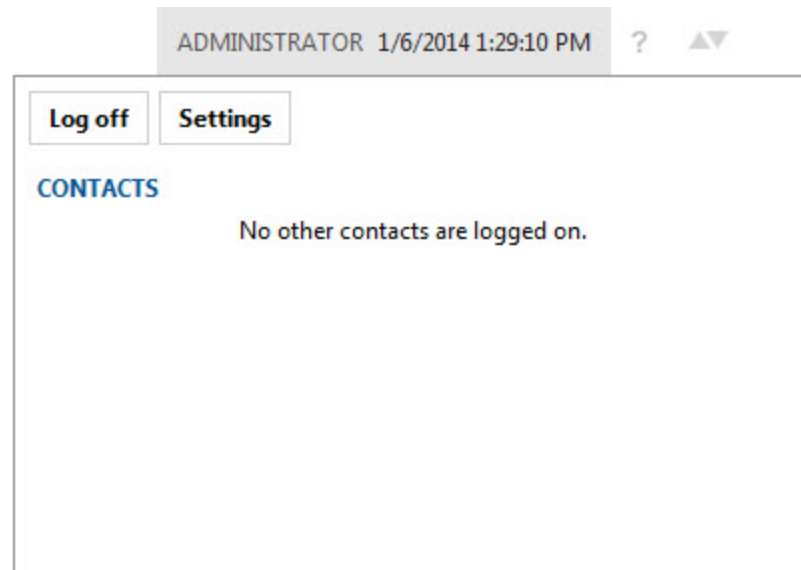 ADMINISTRATOR 1/6/2014 1:29:10 PM ?
Log off Settings
CONTACTS
No other contacts are logged on.